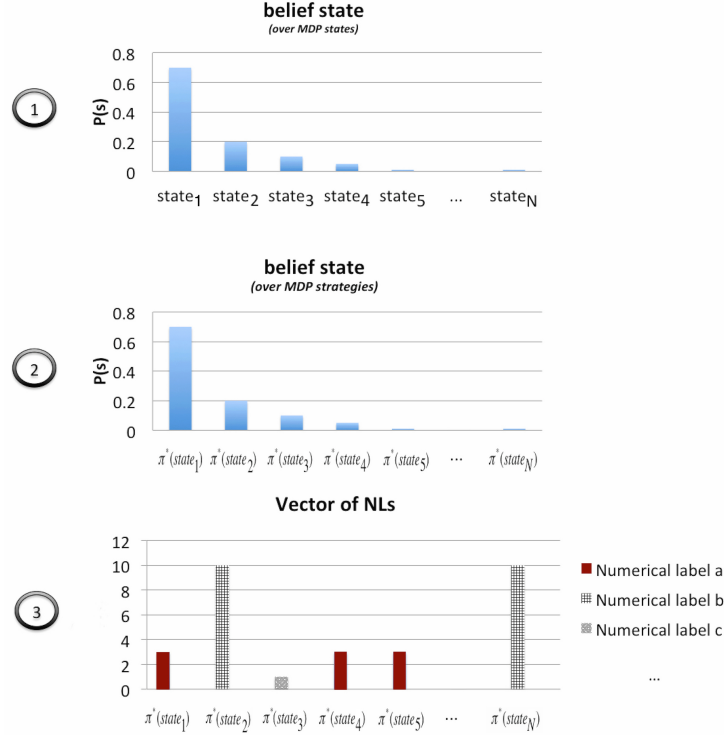 belief state
(over MDP states)
1
P(s)
0.8
0.6
0.4
0.2
0
state1 state2 state3 state4 state5 ... stateN
belief state
(over MDP strategies)
2
P(s)
0.8
0.6
0.4
0.2
0
π*(state1) π*(state2) π*(state3) π*(state4) π*(state5) ... π*(stateN)
Vector of NLs
3
12
10
8
6
4
2
0
π*(state1) π*(state2) π*(state3) π*(state4) π*(state5) ... π*(stateN)
Numerical label a
Numerical label b
Numerical label c
...